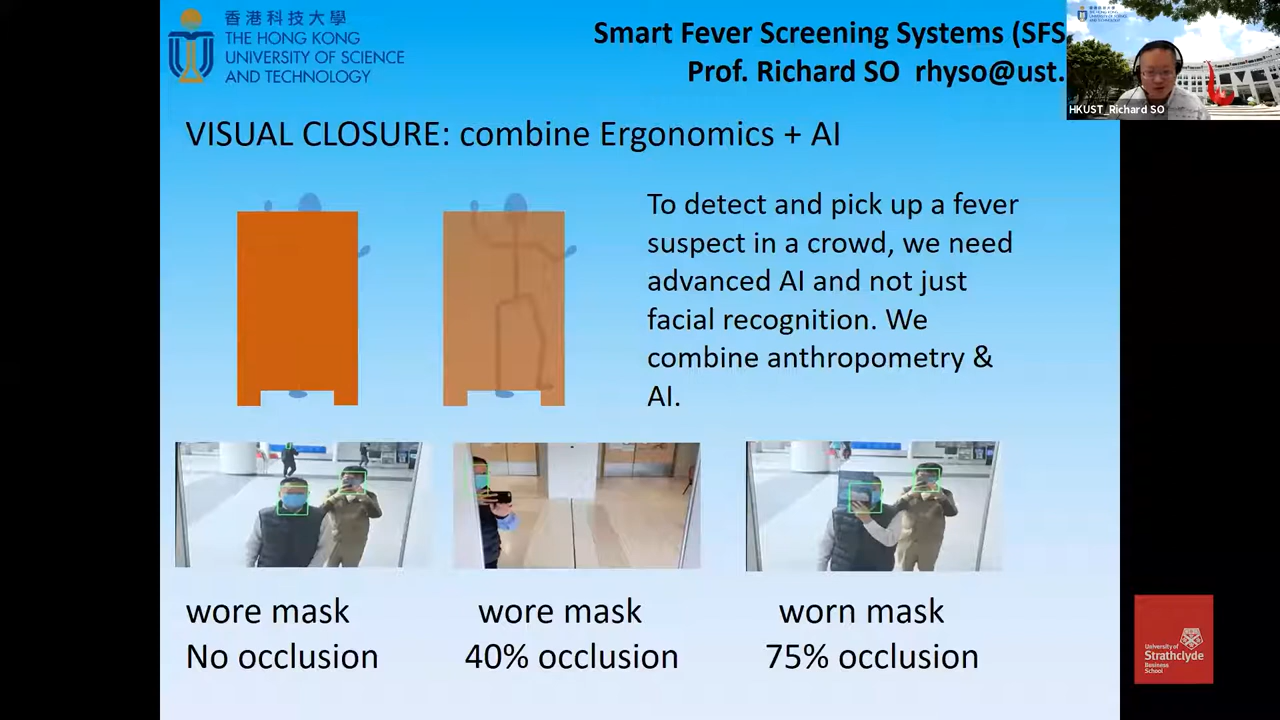 香港科技大學
THE HONG KONG
UNIVERSITY OF SCIENCE
AND TECHNOLOGY
Smart Fever Screening Systems (SFS
Prof. Richard SO rhyso@ust.
HKUST_Richard SO
VISUAL CLOSURE: combine Ergonomics + AI
To detect and pick up a fever
suspect in a crowd, we need
advanced AI and not just
facial recognition. We
combine anthropometry &
AI.
wore mask
No occlusion
wore mask
40% occlusion
worn mask
75% occlusion
University of
Strathclyde
Business
School